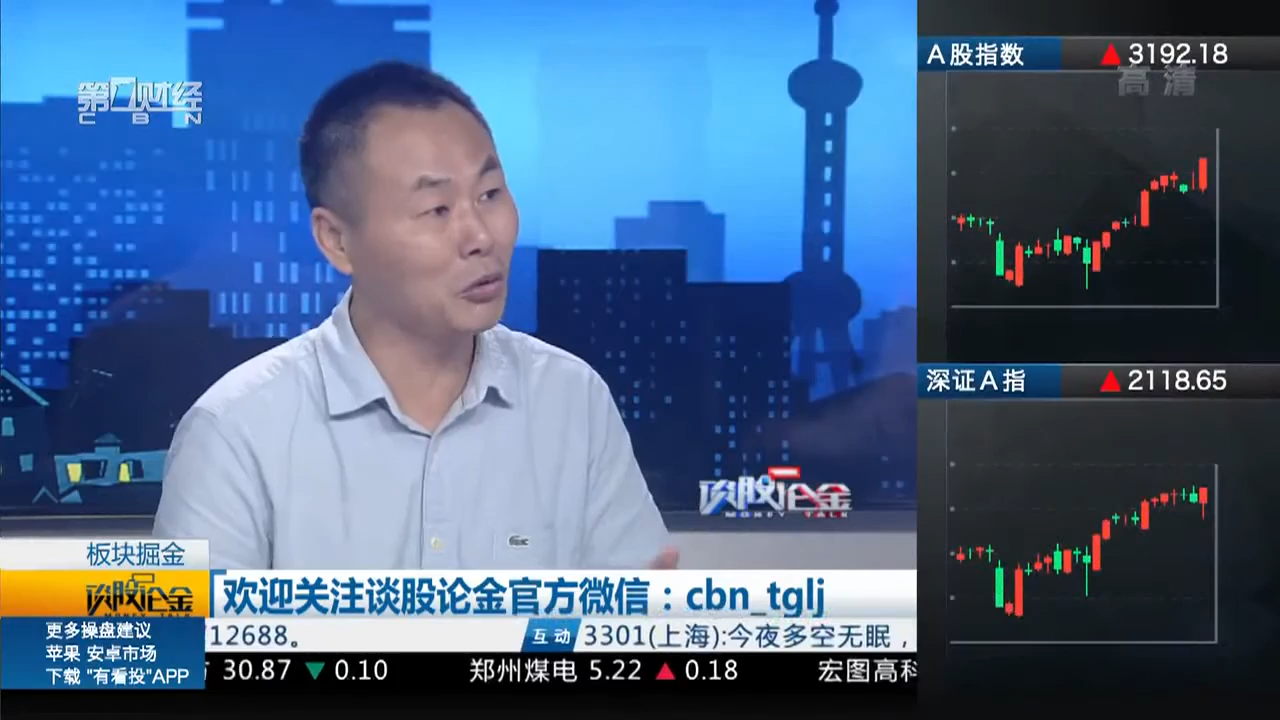 第一财经
CBN
A股指数 ▲ 3192.18
高清
深证A指 ▲ 2118.65
谈股论金
MONEY TALK
板块掘金
谈股论金
MONEY TALK
欢迎关注谈股论金官方微信：cbn_tglj
更多操盘建议
苹果 安卓市场
下载 "有看投"APP
12688。 互动 3301(上海):今夜多空无眠，
30.87 ▼ 0.10 郑州煤电 5.22 ▲ 0.18 宏图高科